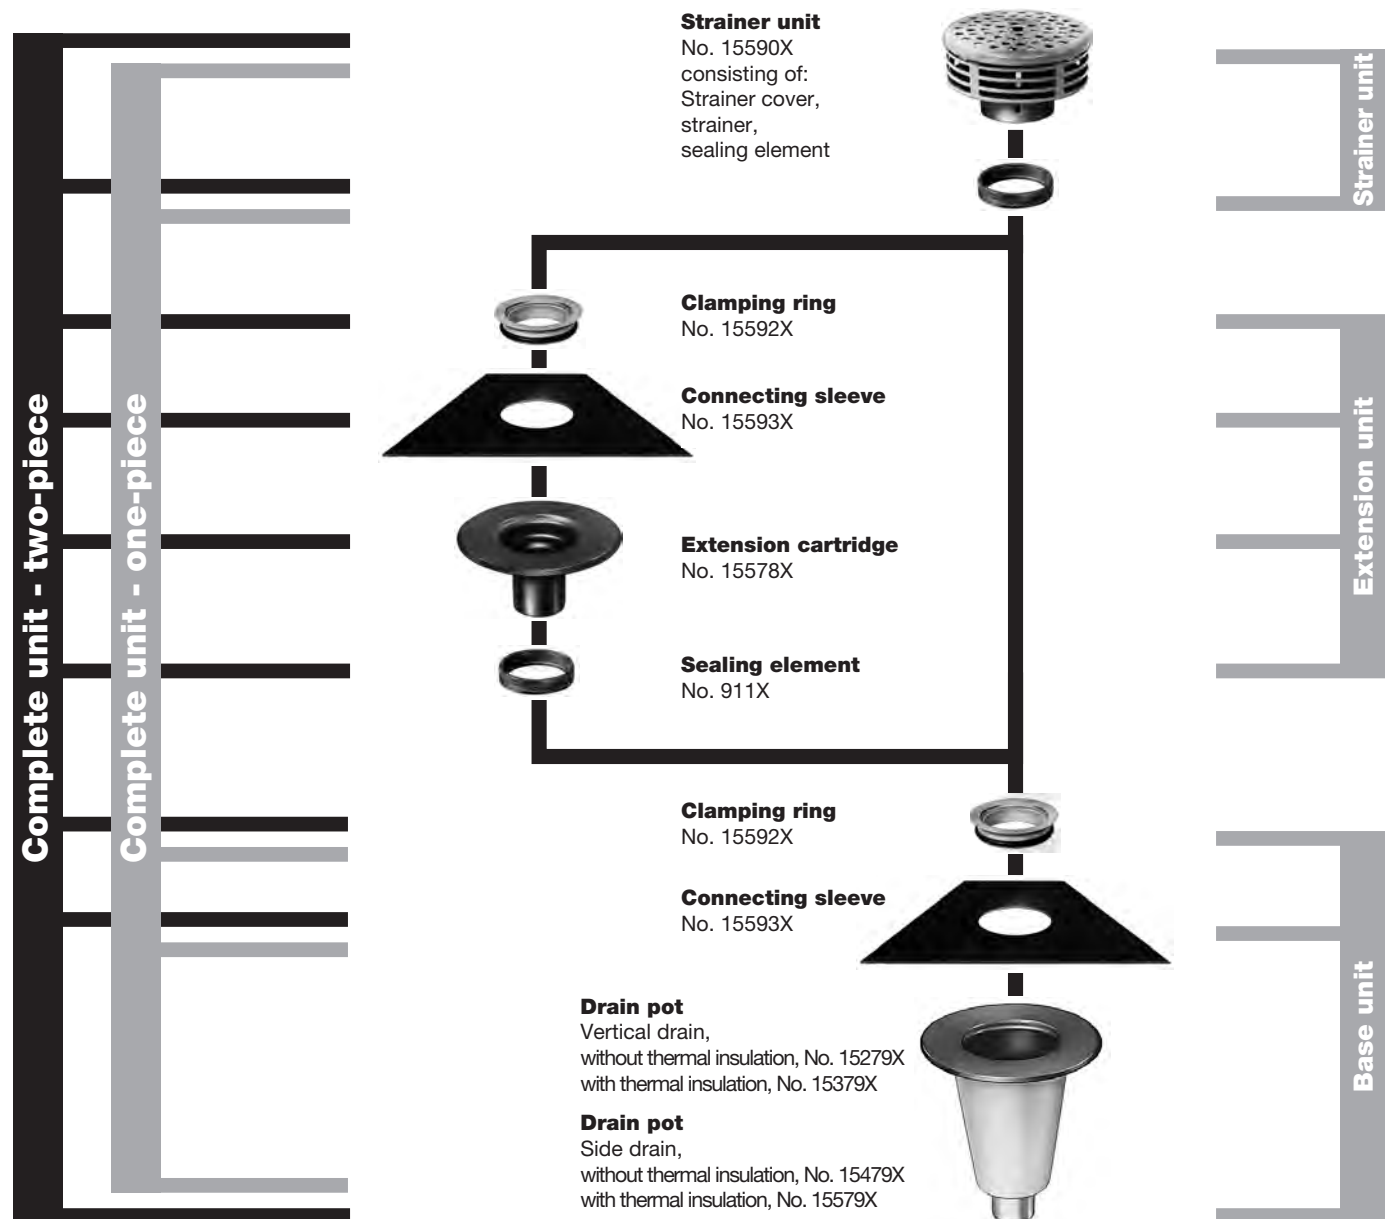 Strainer unit
No. 15590X
consisting of:
Strainer cover,
strainer,
sealing element
Clamping ring
No. 15592X
Connecting sleeve
No. 15593X
Extension cartridge
No. 15578X
Sealing element
No. 911X
Clamping ring
No. 15592X
Connecting sleeve
No. 15593X
Drain pot
Vertical drain,
without thermal insulation, No. 15279X
with thermal insulation, No. 15379X
Drain pot
Side drain,
without thermal insulation, No. 15479X
with thermal insulation, No. 15579X
Complete unit - two-piece
Complete unit - one-piece
Strainer unit
Extension unit
Base unit